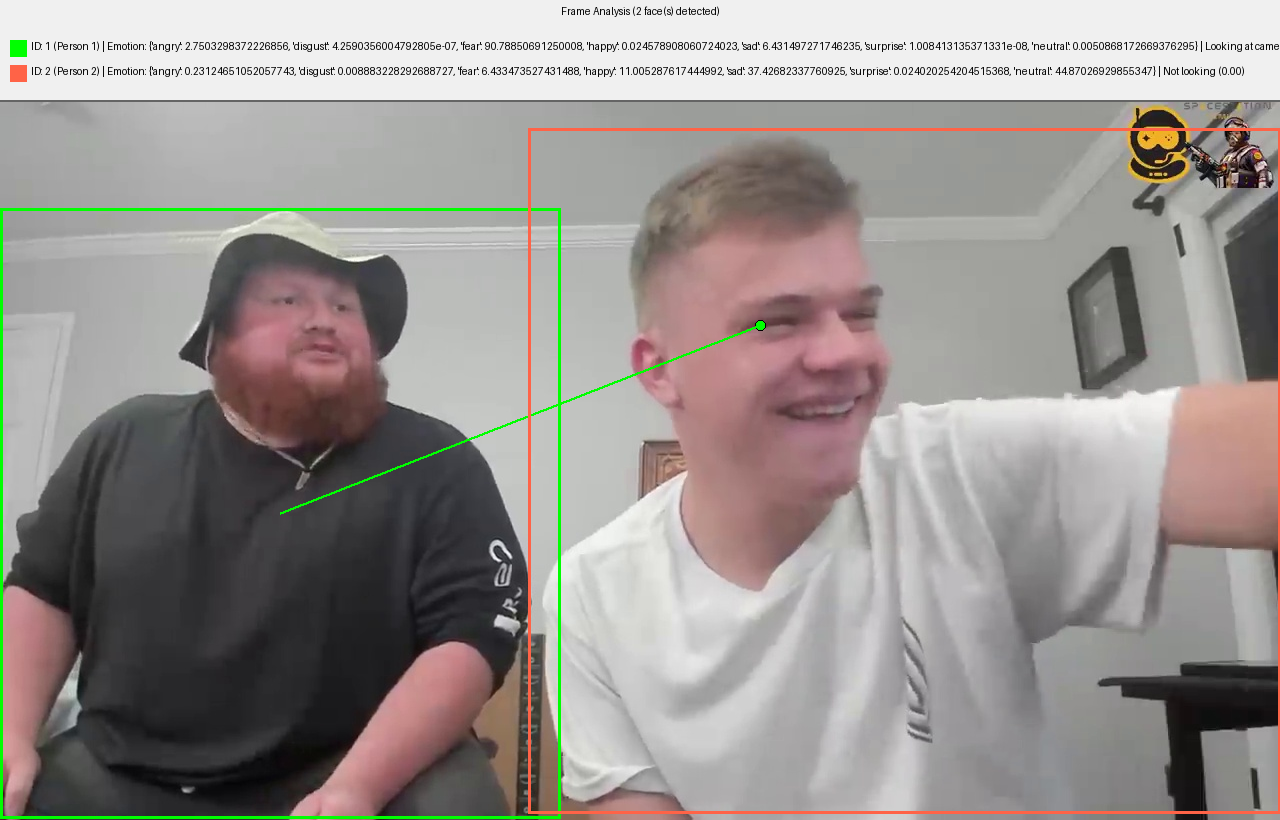 Frame Analysis (2 face(s) detected)
ID: 1 (Person 1) | Emotion: {'angry': 2.7503298372226856, 'disgust': 4.2590356004792805e-07, 'fear': 90.78850691250008, 'happy': 0.024578908060724023, 'sad': 6.431497271746235, 'surprise': 1.008413135371331e-08, 'neutral': 0.0050868172669376295} | Looking at came
ID: 2 (Person 2) | Emotion: {'angry': 0.23124651052057743, 'disgust': 0.008883228292688727, 'fear': 6.433473527431488, 'happy': 11.005287617444992, 'sad': 37.42682337760925, 'surprise': 0.024020254204515368, 'neutral': 44.87026929855347} | Not looking (0.00)
SPACESTATION